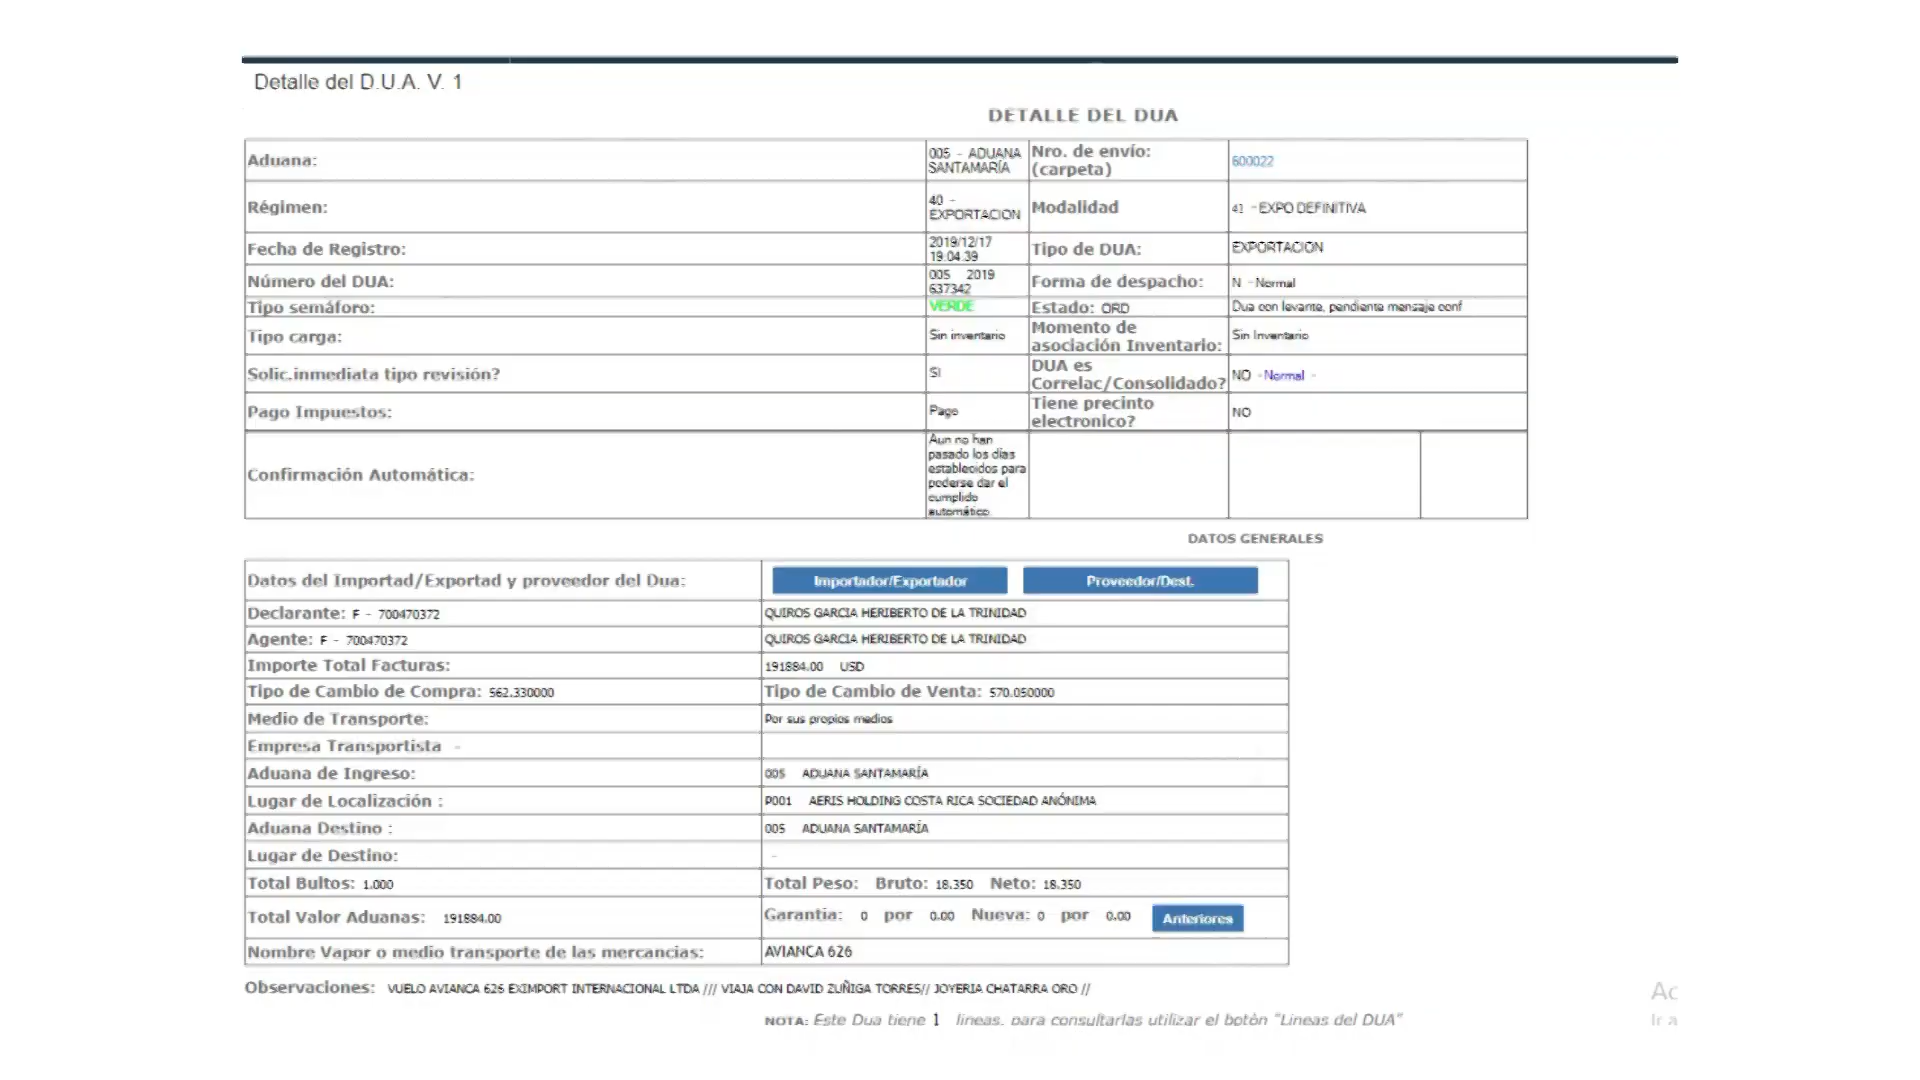 Detalle del D.U.A. V. 1
DETALLE DEL DUA
Aduana: 005 - ADUANA SANTAMARÍA Nro. de envío: (carpeta) 600022
Régimen: 40 - EXPORTACION Modalidad 41 - EXPO DEFINITIVA
Fecha de Registro: 2019/12/17 19:04:39 Tipo de DUA: EXPORTACION
Número del DUA: 005 2019 637342 Forma de despacho: N - Normal
Tipo semáforo: VERDE Estado: ORD Dua con levante, pendiente mensaje conf
Tipo carga: Sin inventario Momento de asociación Inventario: Sin Inventario
Solic.inmediata tipo revisión? SI DUA es Correlac/Consolidado? NO -Normal -
Pago Impuestos: Pago Tiene precinto electronico? NO
Confirmación Automática: Aun no han pasado los días establecidos para poderse dar el cumplido automático.
DATOS GENERALES
Datos del Importad/Exportad y proveedor del Dua: Importador/Exportador Proveedor/Dest.
Declarante: F - 700470372 QUIROS GARCIA HERIBERTO DE LA TRINIDAD
Agente: F - 700470372 QUIROS GARCIA HERIBERTO DE LA TRINIDAD
Importe Total Facturas: 191884.00 USD
Tipo de Cambio de Compra: 562.330000 Tipo de Cambio de Venta: 570.050000
Medio de Transporte: Por sus propios medios
Empresa Transportista -
Aduana de Ingreso: 005 ADUANA SANTAMARÍA
Lugar de Localización : P001 AERIS HOLDING COSTA RICA SOCIEDAD ANÓNIMA
Aduana Destino : 005 ADUANA SANTAMARÍA
Lugar de Destino: -
Total Bultos: 1.000 Total Peso: Bruto: 18.350 Neto: 18.350
Total Valor Aduanas: 191884.00 Garantia: 0 por 0.00 Nueva: 0 por 0.00 Anteriores
Nombre Vapor o medio transporte de las mercancias: AVIANCA 626
Observaciones: VUELO AVIANCA 626 EXIMPORT INTERNACIONAL LTDA /// VIAJA CON DAVID ZUÑIGA TORRES// JOYERIA CHATARRA ORO //
NOTA: Este Dua tiene 1 lineas, para consultarlas utilizar el botòn "Lineas del DUA"